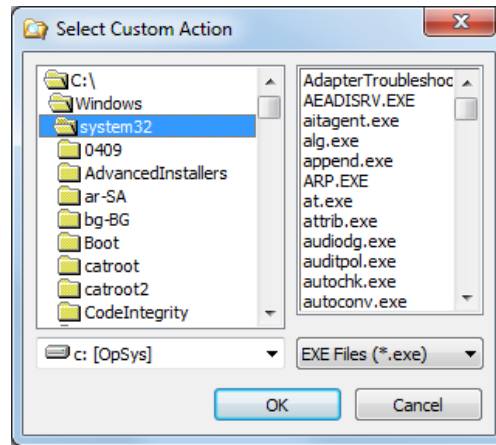 Select Custom Action
C:\
Windows
system32
0409
AdvancedInstallers
ar-SA
bg-BG
Boot
catroot
catroot2
CodeIntegrity
AdapterTroubleshoc
AEADISRV.EXE
aitagent.exe
alg.exe
append.exe
ARP.EXE
at.exe
attrib.exe
audiodg.exe
auditpol.exe
autochk.exe
autoconv.exe
c: [OpSys]
EXE Files (*.exe)
OK
Cancel